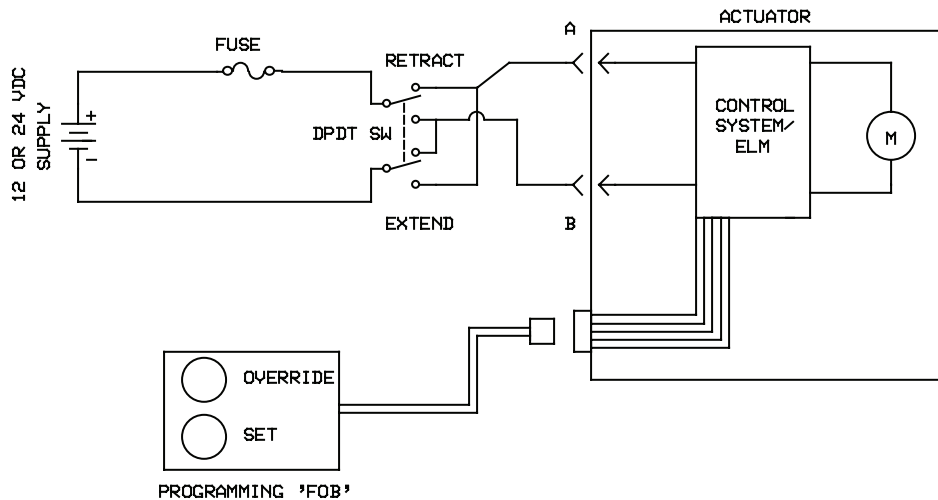 ACTUATOR
A
FUSE
RETRACT
12 OR 24 VDC
SUPPLY
+
-
DPDT SW
CONTROL
SYSTEM/
ELM
M
EXTEND
B
OVERRIDE
SET
PROGRAMMING 'FOB'